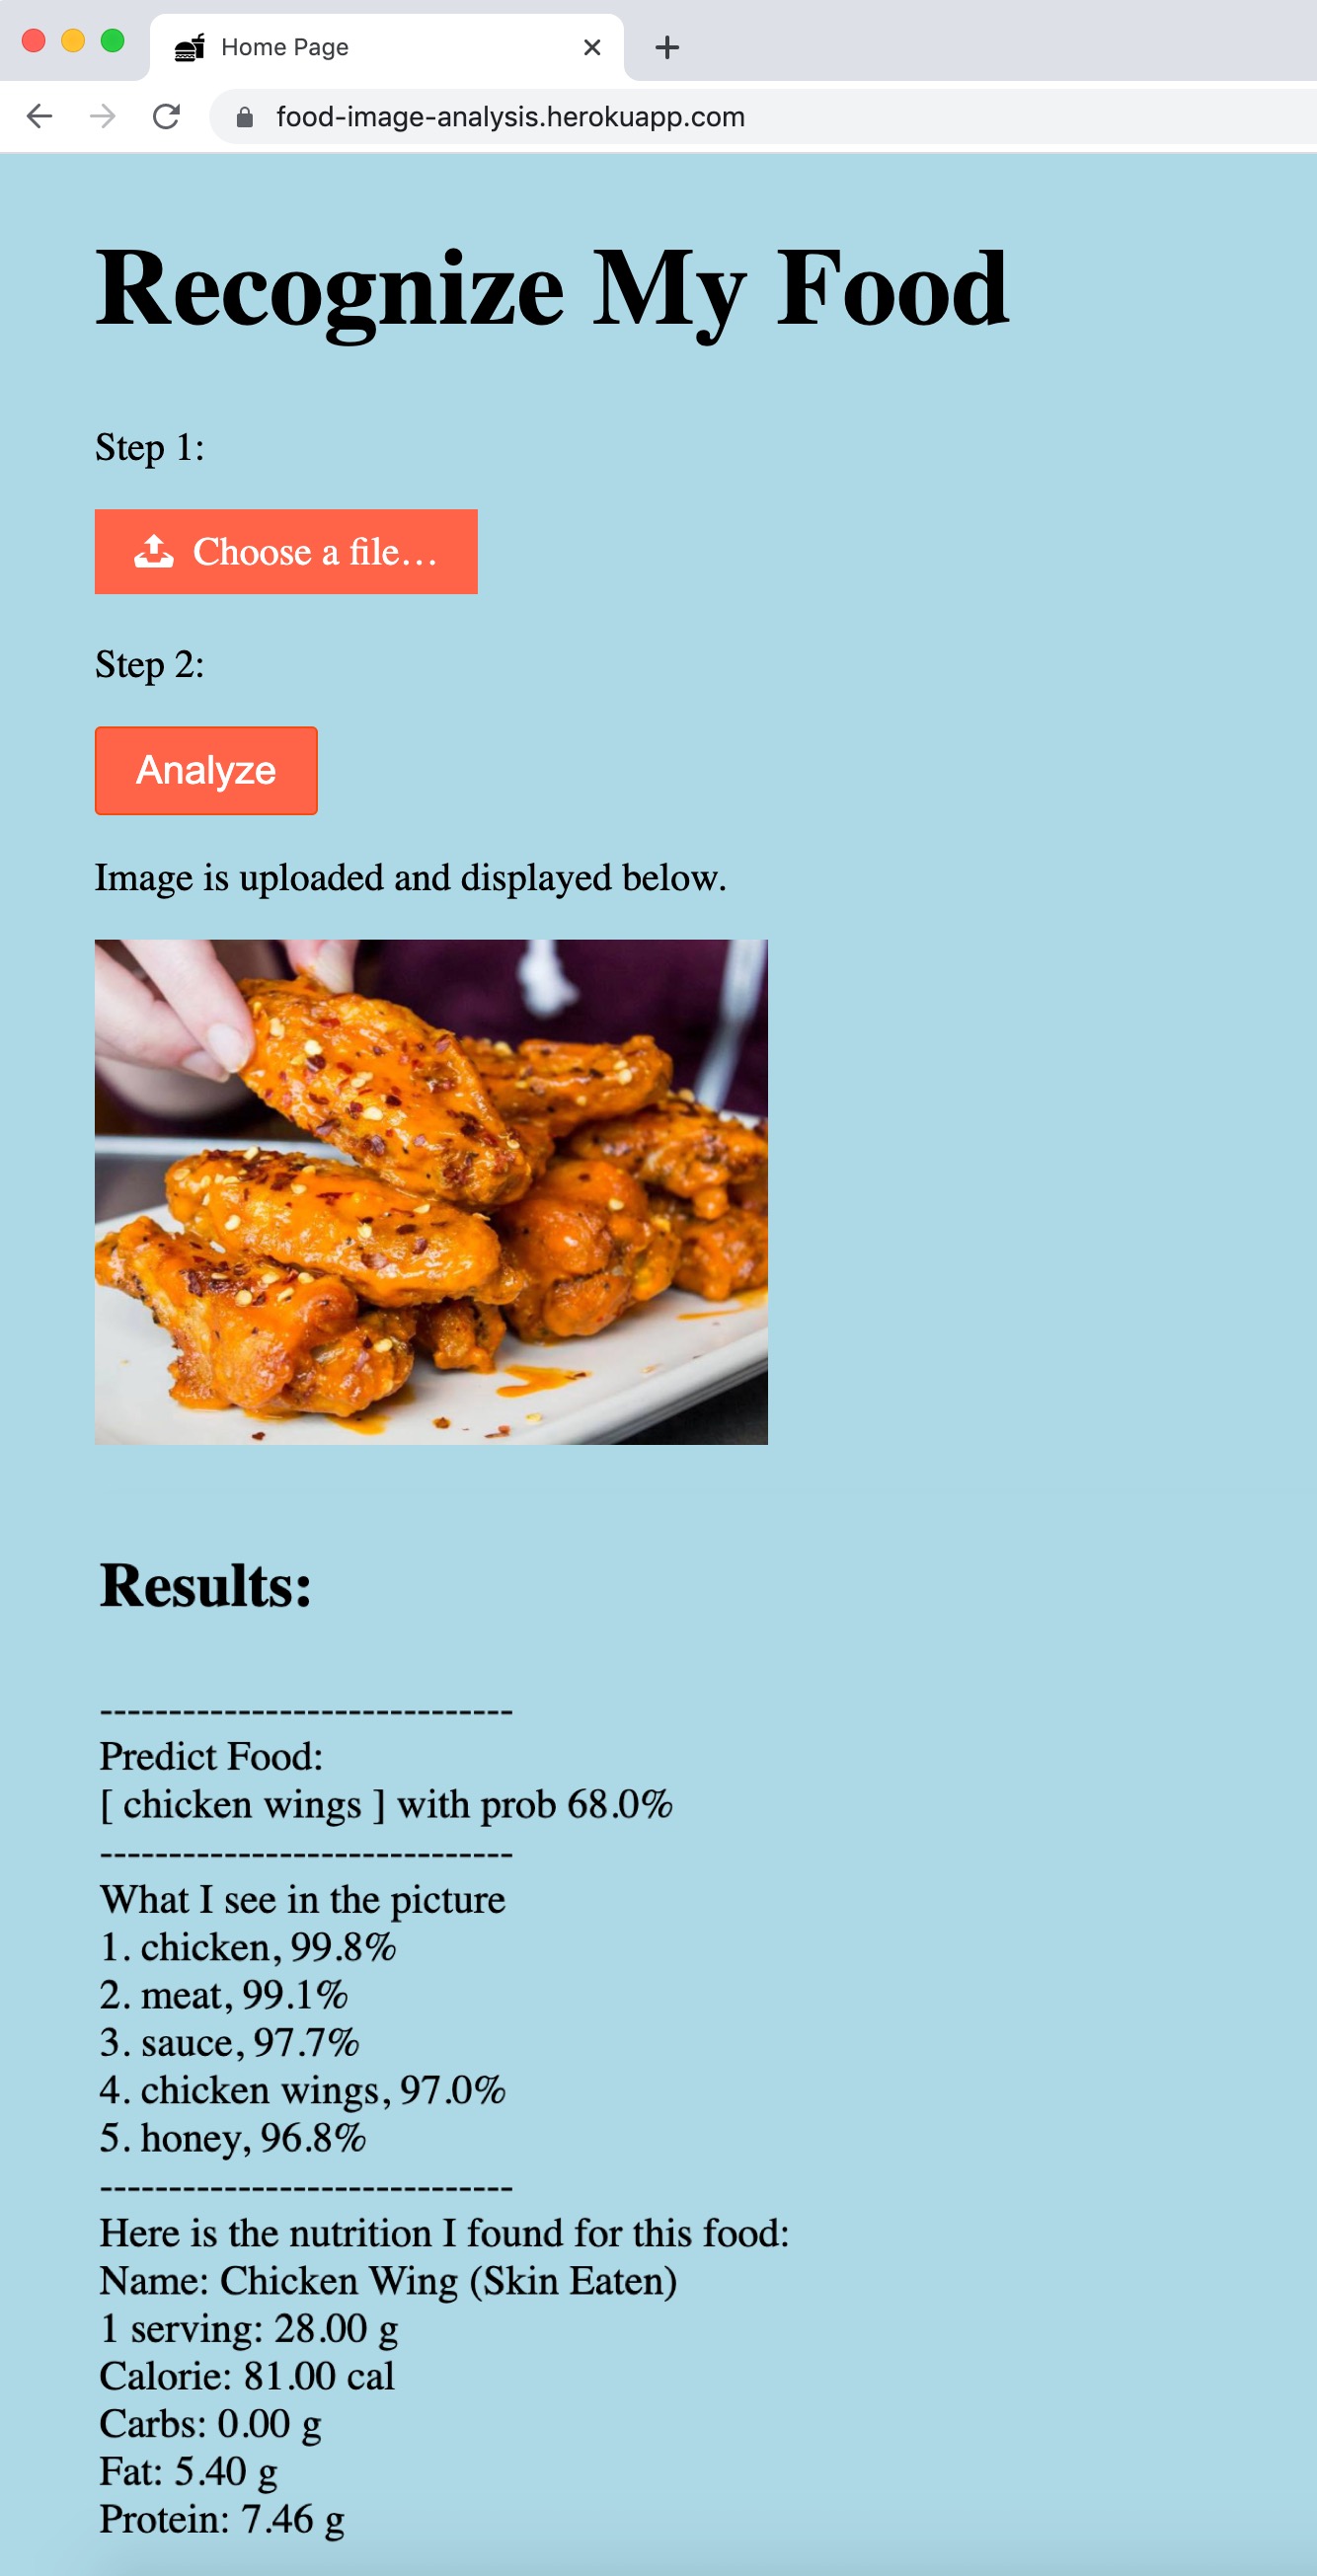 Home Page
food-image-analysis.herokuapp.com
Recognize My Food
Step 1:
Choose a file…
Step 2:
Analyze
Image is uploaded and displayed below.
Results:
------------------------------
Predict Food:
[ chicken wings ] with prob 68.0%
------------------------------
What I see in the picture
1. chicken, 99.8%
2. meat, 99.1%
3. sauce, 97.7%
4. chicken wings, 97.0%
5. honey, 96.8%
------------------------------
Here is the nutrition I found for this food:
Name: Chicken Wing (Skin Eaten)
1 serving: 28.00 g
Calorie: 81.00 cal
Carbs: 0.00 g
Fat: 5.40 g
Protein: 7.46 g